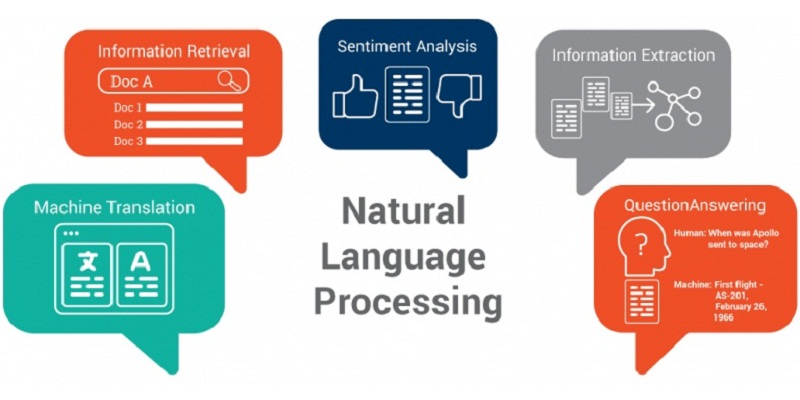 Information Retrieval
Doc A
Doc 1
Doc 2
Doc 3
Sentiment Analysis
Information Extraction
Machine Translation
文
A
Natural
Language
Processing
QuestionAnswering
?
Human: When was Apollo
sent to space?
Machine: First flight -
AS-201,
February 26,
1966